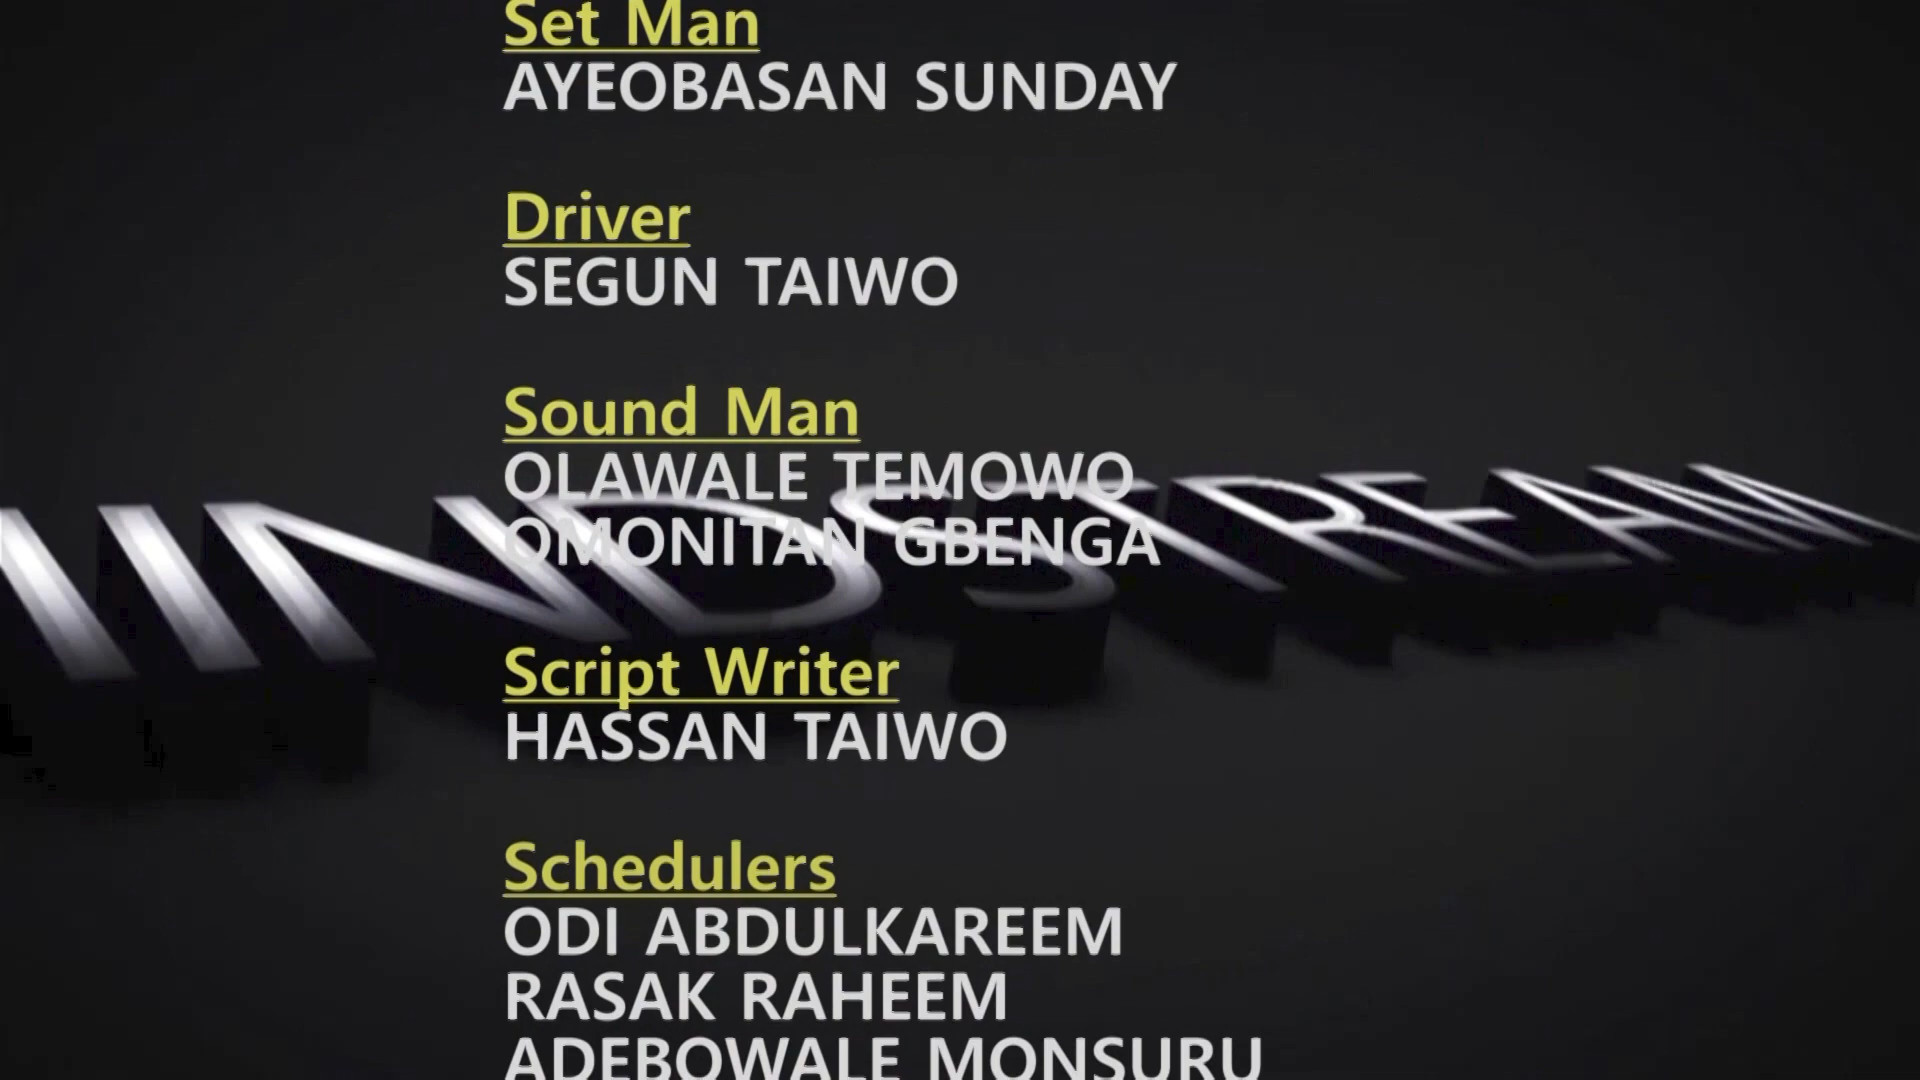 Set Man
AYEOBASAN SUNDAY
Driver
SEGUN TAIWO
Sound Man
OLAWALE TEMOWO
OMONITAN GBENGA
INDSTREAM
Script Writer
HASSAN TAIWO
Schedulers
ODI ABDULKAREEM
RASAK RAHEEM
ADEBOWALE MONSURU